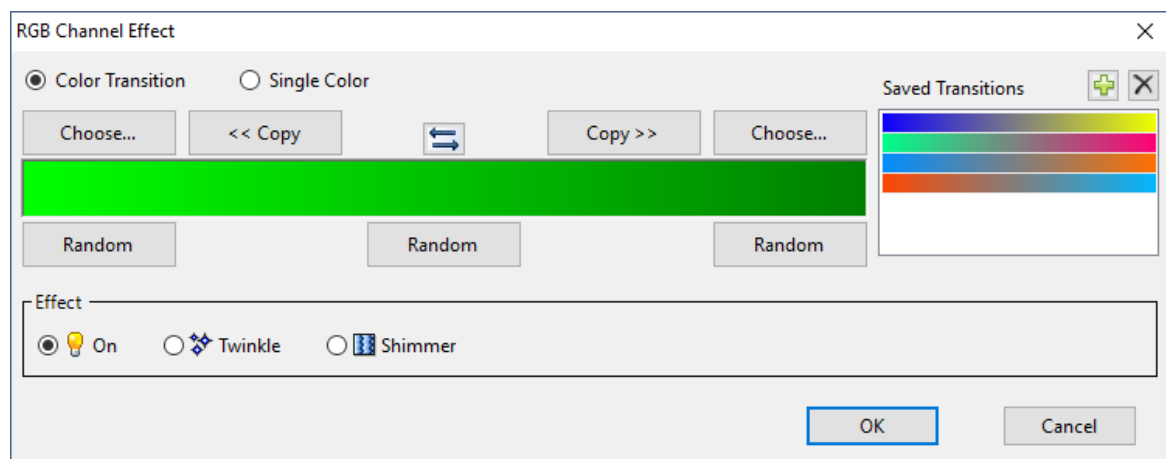 RGB Channel Effect
Color Transition Single Color
Saved Transitions
Choose... << Copy Copy >> Choose...
Random Random Random
Effect
On Twinkle Shimmer
OK Cancel